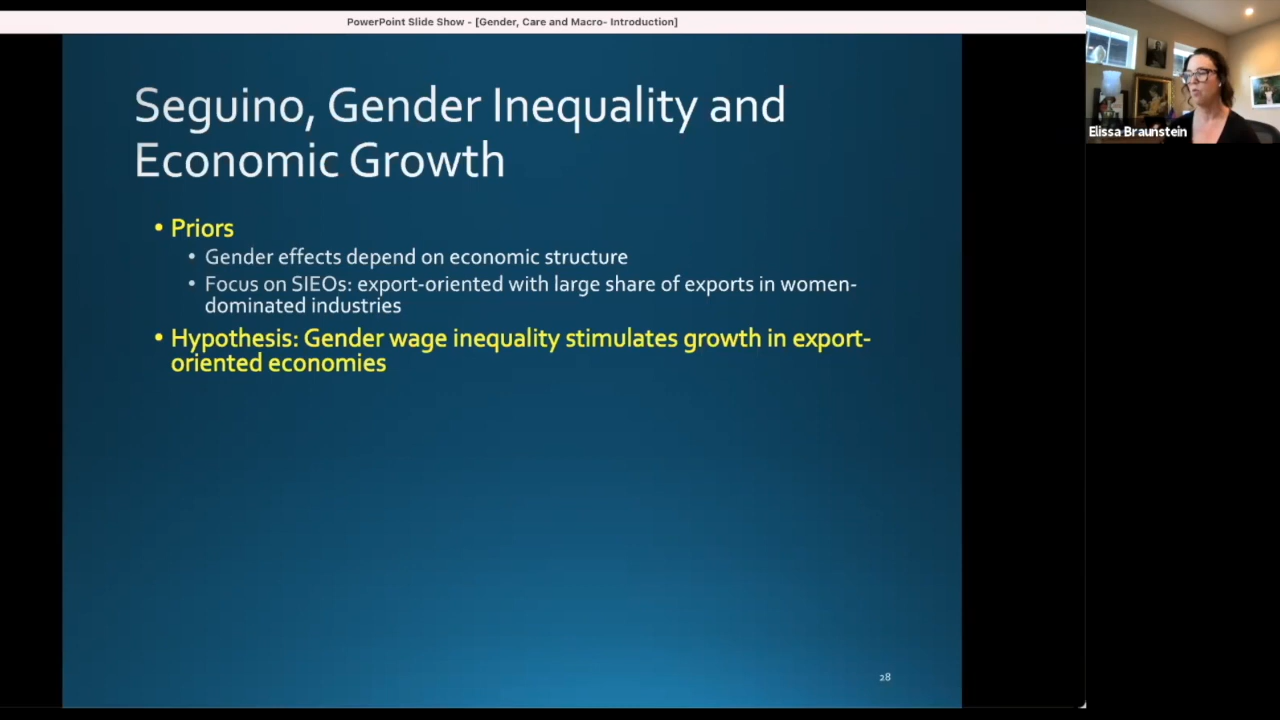 PowerPoint Slide Show - [Gender, Care and Macro- Introduction]
Seguino, Gender Inequality and
Economic Growth
• Priors
• Gender effects depend on economic structure
• Focus on SIEOs: export-oriented with large share of exports in women-
dominated industries
• Hypothesis: Gender wage inequality stimulates growth in export-
oriented economies
28
Elissa Braunstein